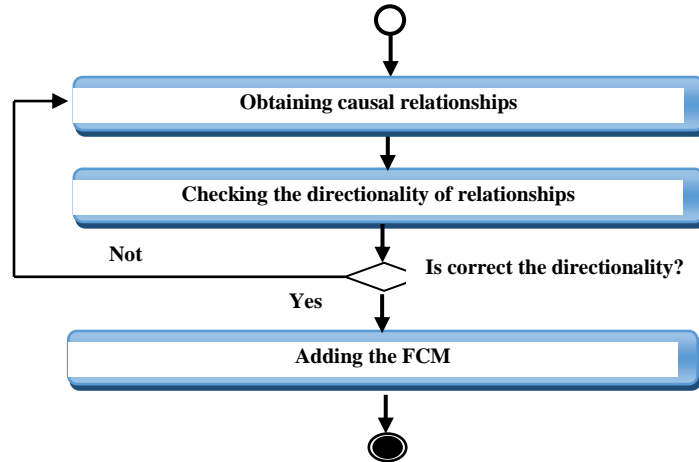 Obtaining causal relationships
Checking the directionality of relationships
Not
Is correct the directionality?
Yes
Adding the FCM